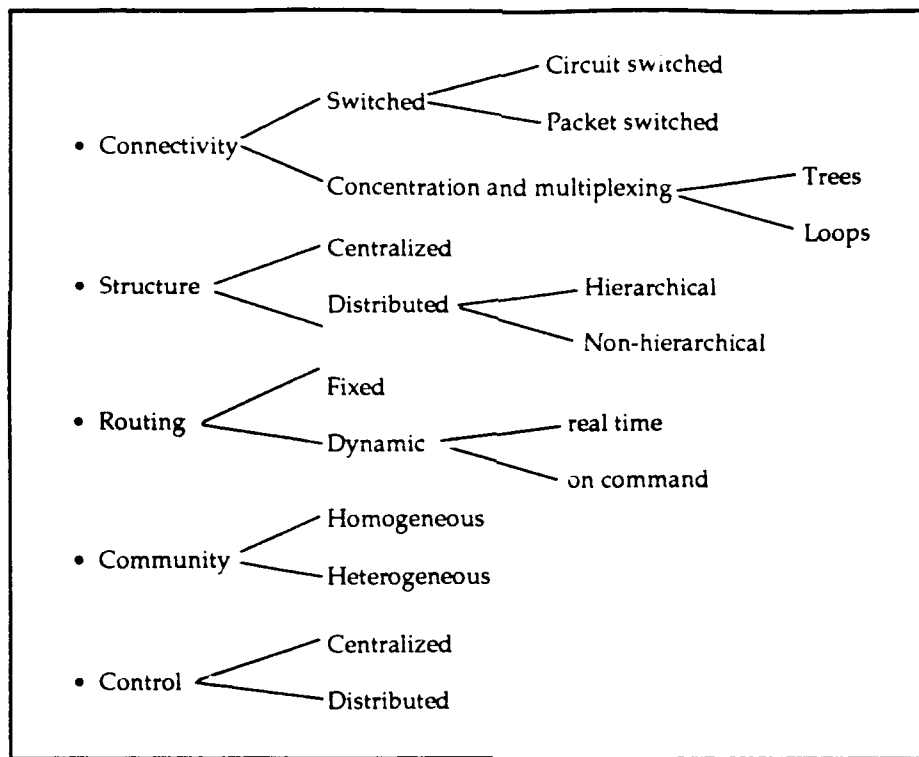 Circuit switched
Switched
Packet switched
• Connectivity
Concentration and multiplexing
Trees
Loops
Centralized
• Structure
Distributed
Hierarchical
Non-hierarchical
Fixed
• Routing
Dynamic
real time
on command
Homogeneous
• Community
Heterogeneous
Centralized
• Control
Distributed